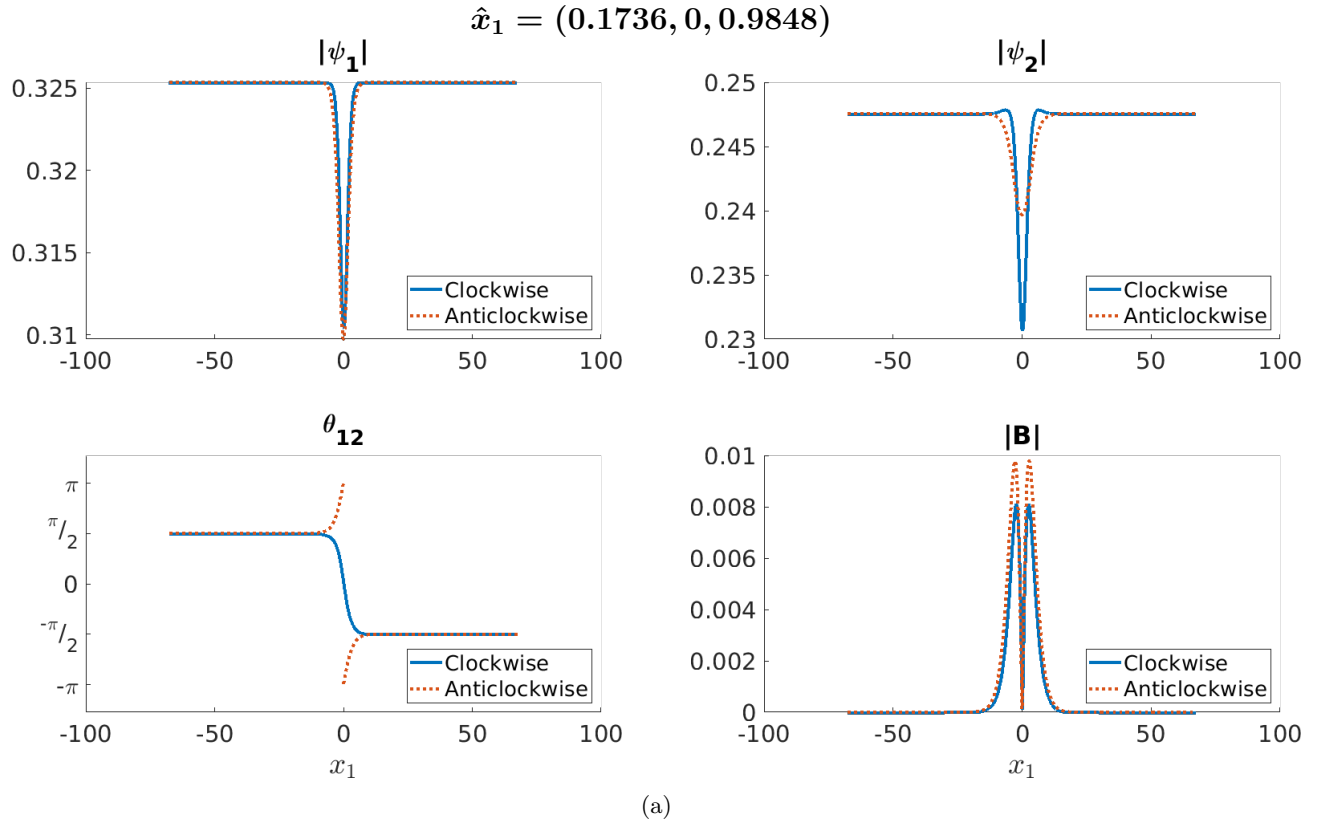 x̂₁ = (0.1736, 0, 0.9848)
|ψ₁|
0.325
0.32
0.315
0.31
-100 -50 0 50 100
Clockwise
Anticlockwise
|ψ₂|
0.25
0.245
0.24
0.235
0.23
-100 -50 0 50 100
Clockwise
Anticlockwise
θ₁₂
π
π/2
0
-π/2
-π
-100 -50 0 50 100
x₁
Clockwise
Anticlockwise
|B|
0.01
0.008
0.006
0.004
0.002
0
-100 -50 0 50 100
x₁
Clockwise
Anticlockwise
(a)